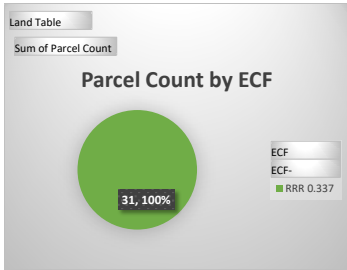 Land Table
Sum of Parcel Count
Parcel Count by ECF
31, 100%
ECF
ECF-
RRR 0.337